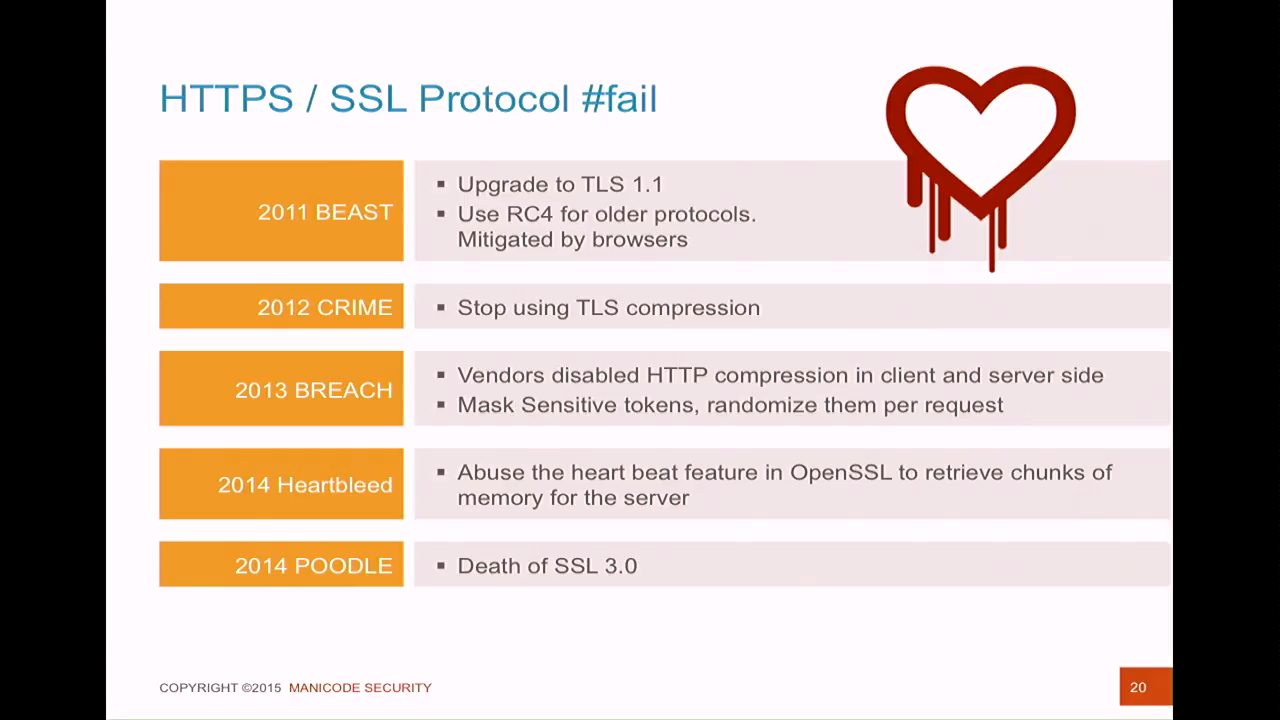 HTTPS / SSL Protocol #fail
2011 BEAST
▪ Upgrade to TLS 1.1
▪ Use RC4 for older protocols.
Mitigated by browsers
2012 CRIME
▪ Stop using TLS compression
2013 BREACH
▪ Vendors disabled HTTP compression in client and server side
▪ Mask Sensitive tokens, randomize them per request
2014 Heartbleed
▪ Abuse the heart beat feature in OpenSSL to retrieve chunks of
memory for the server
2014 POODLE
▪ Death of SSL 3.0
COPYRIGHT ©2015 MANICODE SECURITY
20